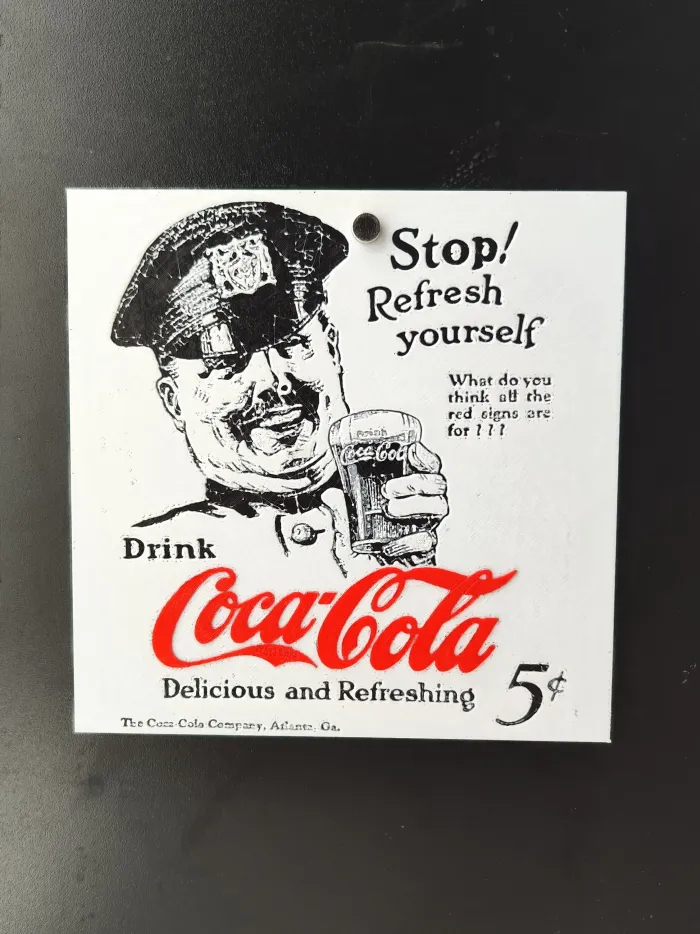 Stop!
Refresh
yourself
What do you
think all the
red signs are
for ???
Drink
Coca-Cola
Drink
Coca-Cola
Delicious and Refreshing
5¢
The Coca-Cola Company, Atlanta, Ga.